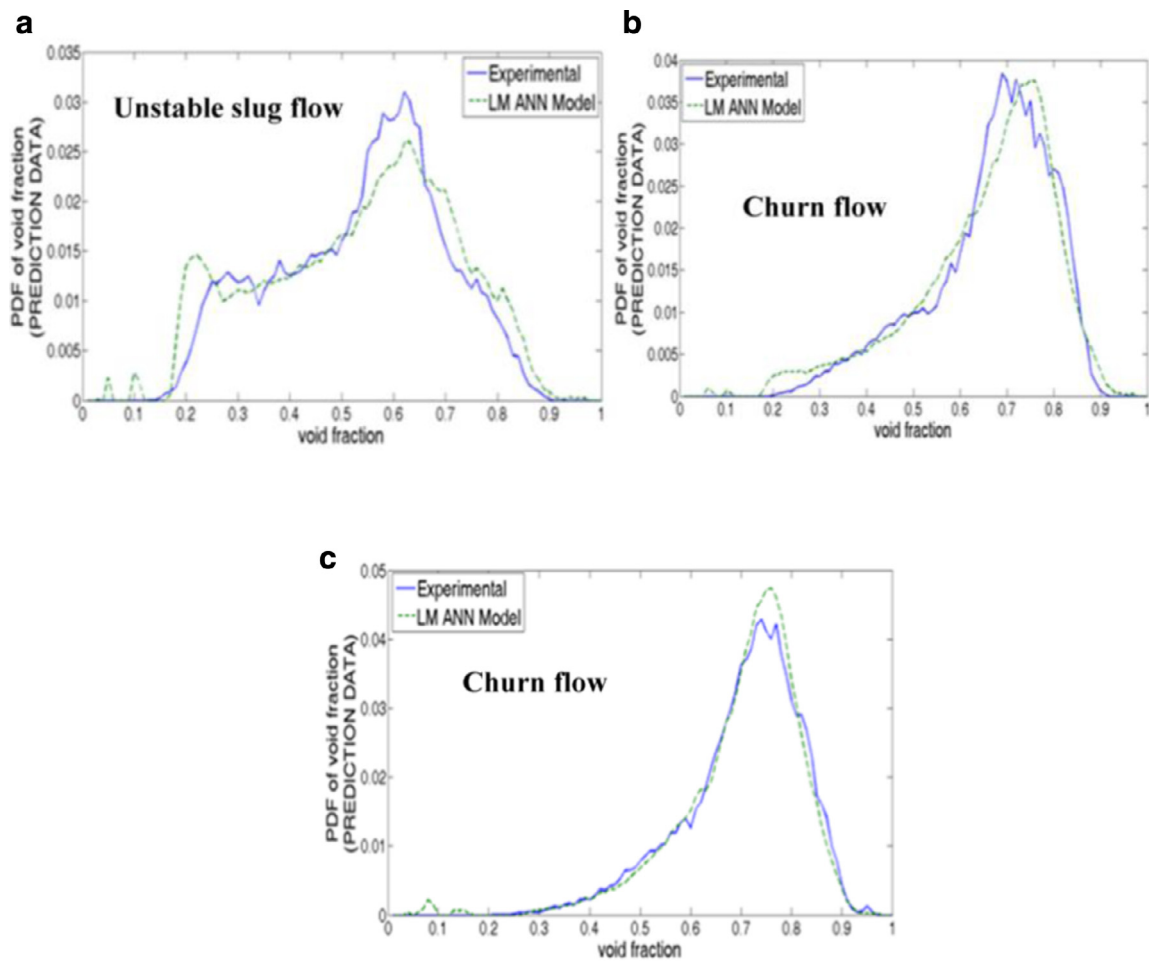 a
0.035
0.03
0.025
0.02
0.015
0.01
0.005
0
PDF of void fraction
(PREDICTION DATA)
Unstable slug flow
Experimental
LM ANN Model
0 0.1 0.2 0.3 0.4 0.5 0.6 0.7 0.8 0.9 1
void fraction
b
0.04
0.035
0.03
0.025
0.02
0.015
0.01
0.005
0
PDF of void fraction
(PREDICTION DATA)
Experimental
LM ANN Model
Churn flow
0 0.1 0.2 0.3 0.4 0.5 0.6 0.7 0.8 0.9 1
void fraction
c
0.05
0.04
0.03
0.02
0.01
0
PDF of void fraction
(PREDICTION DATA)
Experimental
LM ANN Model
Churn flow
0 0.1 0.2 0.3 0.4 0.5 0.6 0.7 0.8 0.9 1
void fraction